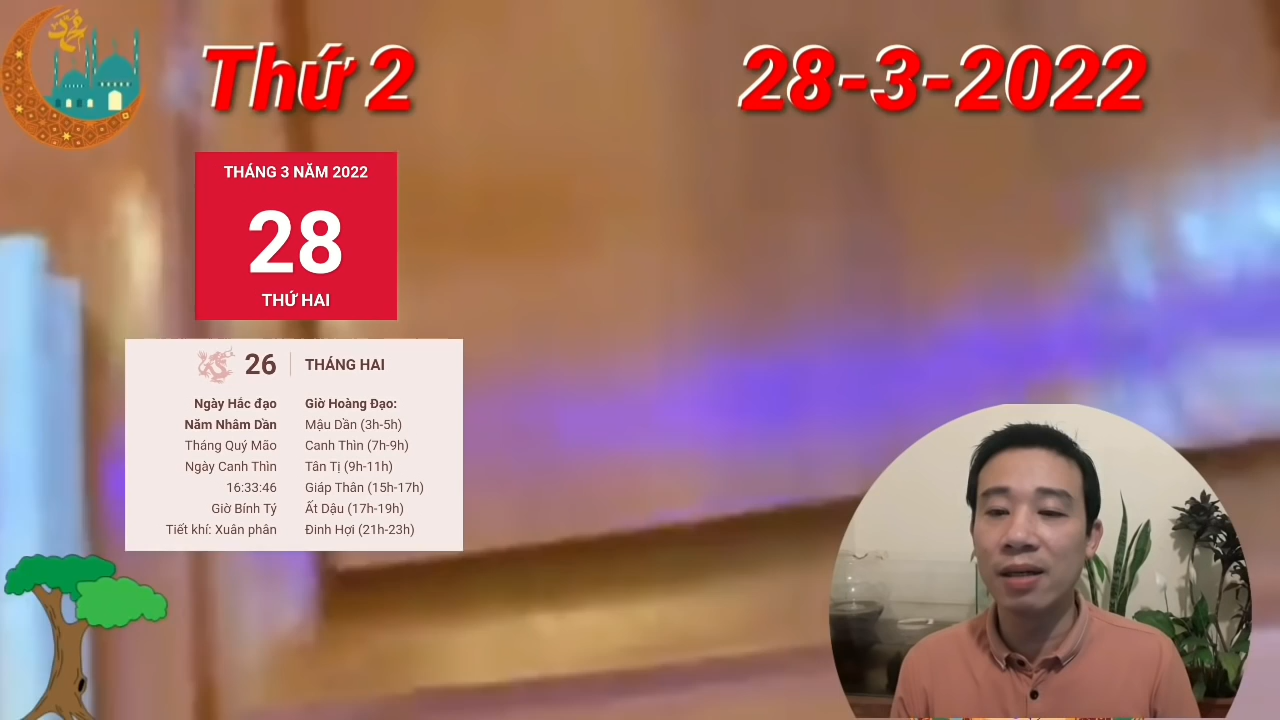 Thứ 2
28-3-2022
THÁNG 3 NĂM 2022
28
THỨ HAI
26
THÁNG HAI
Ngày Hắc đạo
Năm Nhâm Dần
Tháng Quý Mão
Ngày Canh Thìn
16:33:46
Giờ Bính Tý
Tiết khí: Xuân phân
Giờ Hoàng Đạo:
Mậu Dần (3h-5h)
Canh Thìn (7h-9h)
Tân Tị (9h-11h)
Giáp Thân (15h-17h)
Ất Dậu (17h-19h)
Đinh Hợi (21h-23h)